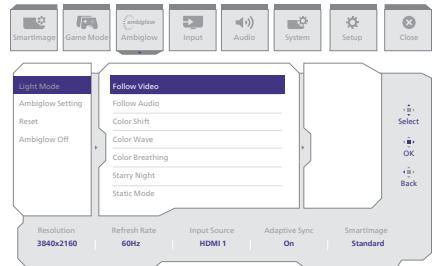 ambiglow
SmartImage Game Mode Ambiglow Input Audio System Setup Close
Light Mode
Ambiglow Setting
Reset
Ambiglow Off
Follow Video
Follow Audio
Color Shift
Color Wave
Color Breathing
Starry Night
Static Mode
Select
OK
Back
Resolution Refresh Rate Input Source Adaptive Sync SmartImage
3840x2160 60Hz HDMI 1 On Standard